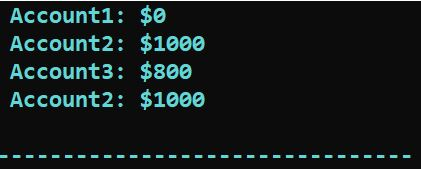 Account1: $0
Account2: $1000
Account3: $800
Account2: $1000
--------------------------------